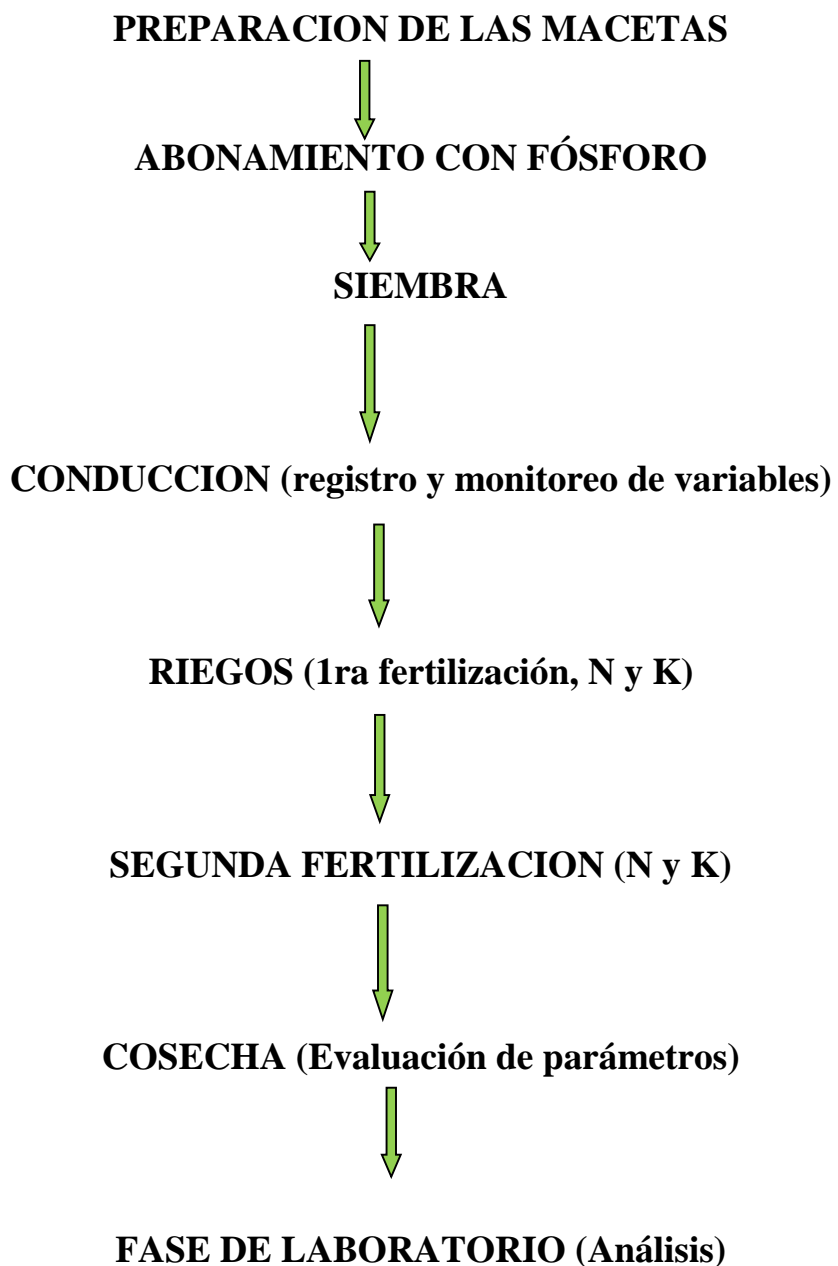 PREPARACION DE LAS MACETAS
ABONAMIENTO CON FÓSFORO
SIEMBRA
CONDUCCION (registro y monitoreo de variables)
RIEGOS (1ra fertilización, N y K)
SEGUNDA FERTILIZACION (N y K)
COSECHA (Evaluación de parámetros)
FASE DE LABORATORIO (Análisis)